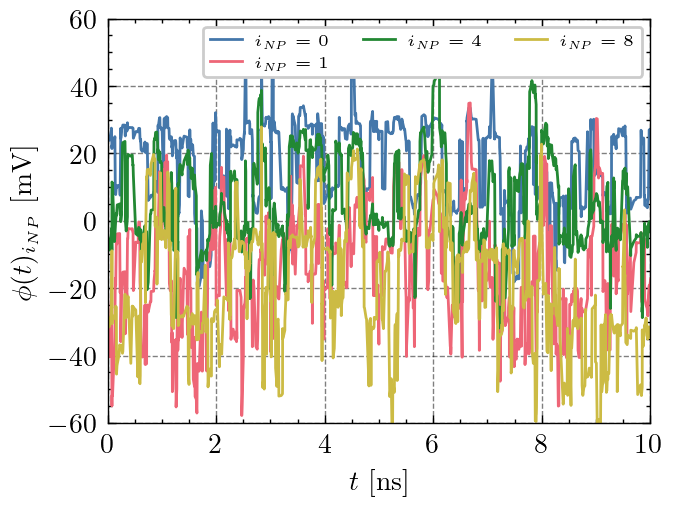 60
40
20
0
−20
−40
−60
ϕ(t)i_NP [mV]
i_NP = 0
i_NP = 1
i_NP = 4
i_NP = 8
0 2 4 6 8 10
t [ns]